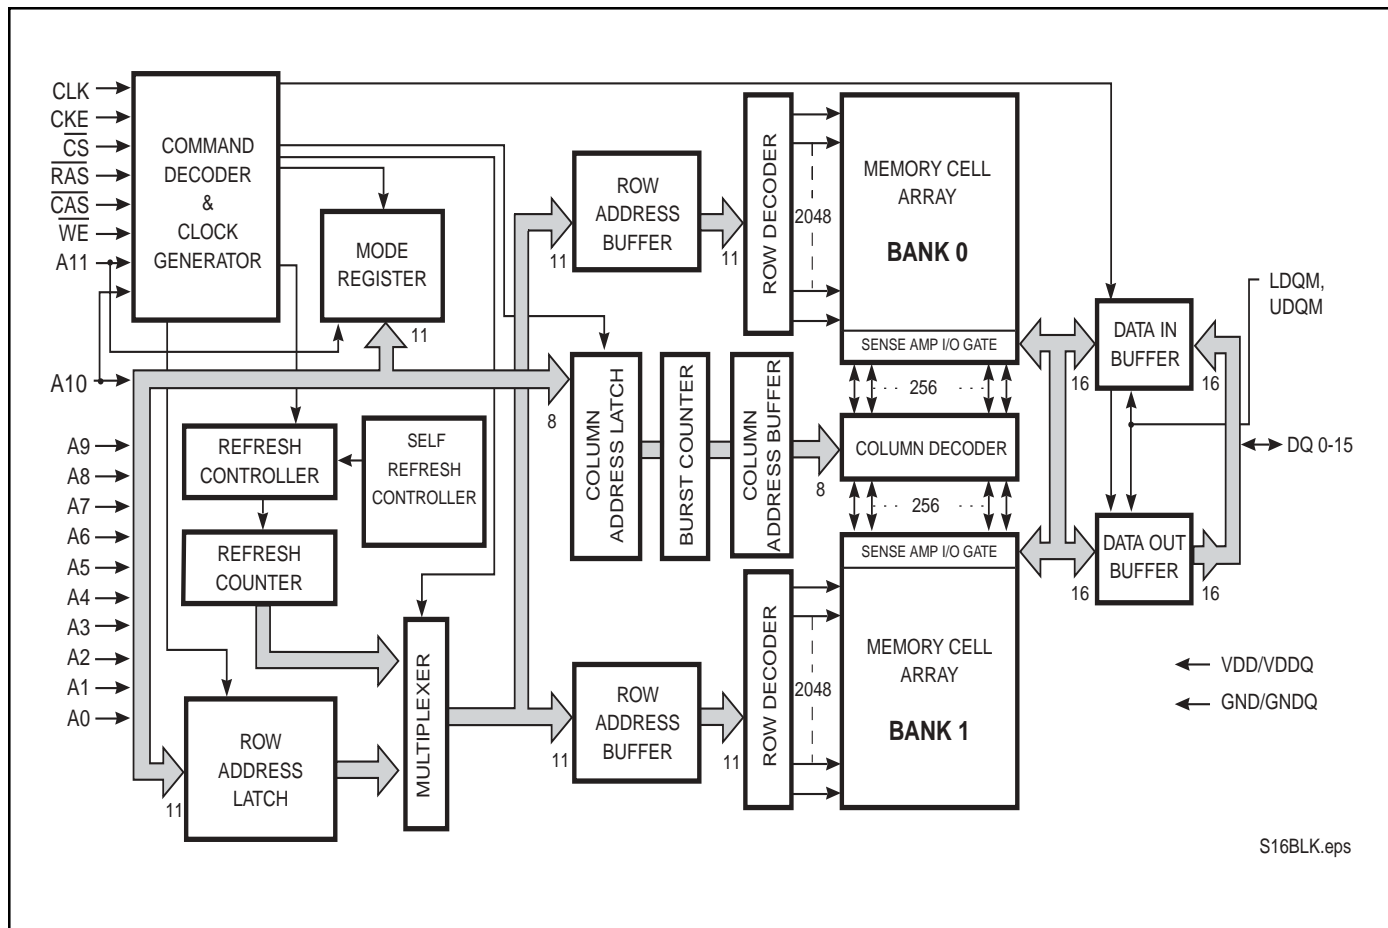 CLK
CKE
CS
RAS
CAS
WE
A11
A10
A9
A8
A7
A6
A5
A4
A3
A2
A1
A0
COMMAND
DECODER
&
CLOCK
GENERATOR
MODE
REGISTER
11
REFRESH
CONTROLLER
SELF
REFRESH
CONTROLLER
REFRESH
COUNTER
ROW
ADDRESS
LATCH
11
MULTIPLEXER
ROW
ADDRESS
BUFFER
11
11
ROW DECODER
2048
MEMORY CELL
ARRAY
BANK 0
SENSE AMP I/O GATE
256
8
COLUMN
ADDRESS LATCH
BURST COUNTER
COLUMN
ADDRESS BUFFER
8
COLUMN DECODER
256
SENSE AMP I/O GATE
MEMORY CELL
ARRAY
BANK 1
ROW
ADDRESS
BUFFER
11
11
ROW DECODER
2048
LDQM,
UDQM
DATA IN
BUFFER
16
16
DQ 0-15
DATA OUT
BUFFER
16
16
VDD/VDDQ
GND/GNDQ
S16BLK.eps